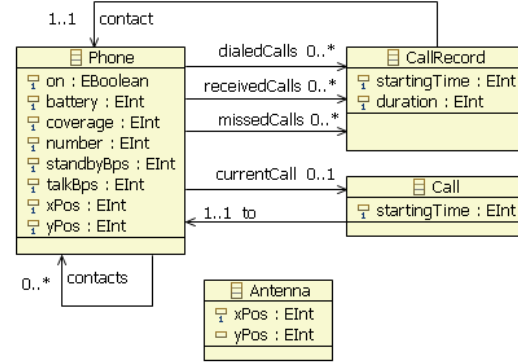 1..1 contact
Phone
on : EBoolean
battery : EInt
coverage : EInt
number : EInt
standbyBps : EInt
talkBps : EInt
xPos : EInt
yPos : EInt
dialedCalls 0..*
receivedCalls 0..*
missedCalls 0..*
currentCall 0..1
1..1 to
CallRecord
startingTime : EInt
duration : EInt
Call
startingTime : EInt
0..* contacts
Antenna
xPos : EInt
yPos : EInt